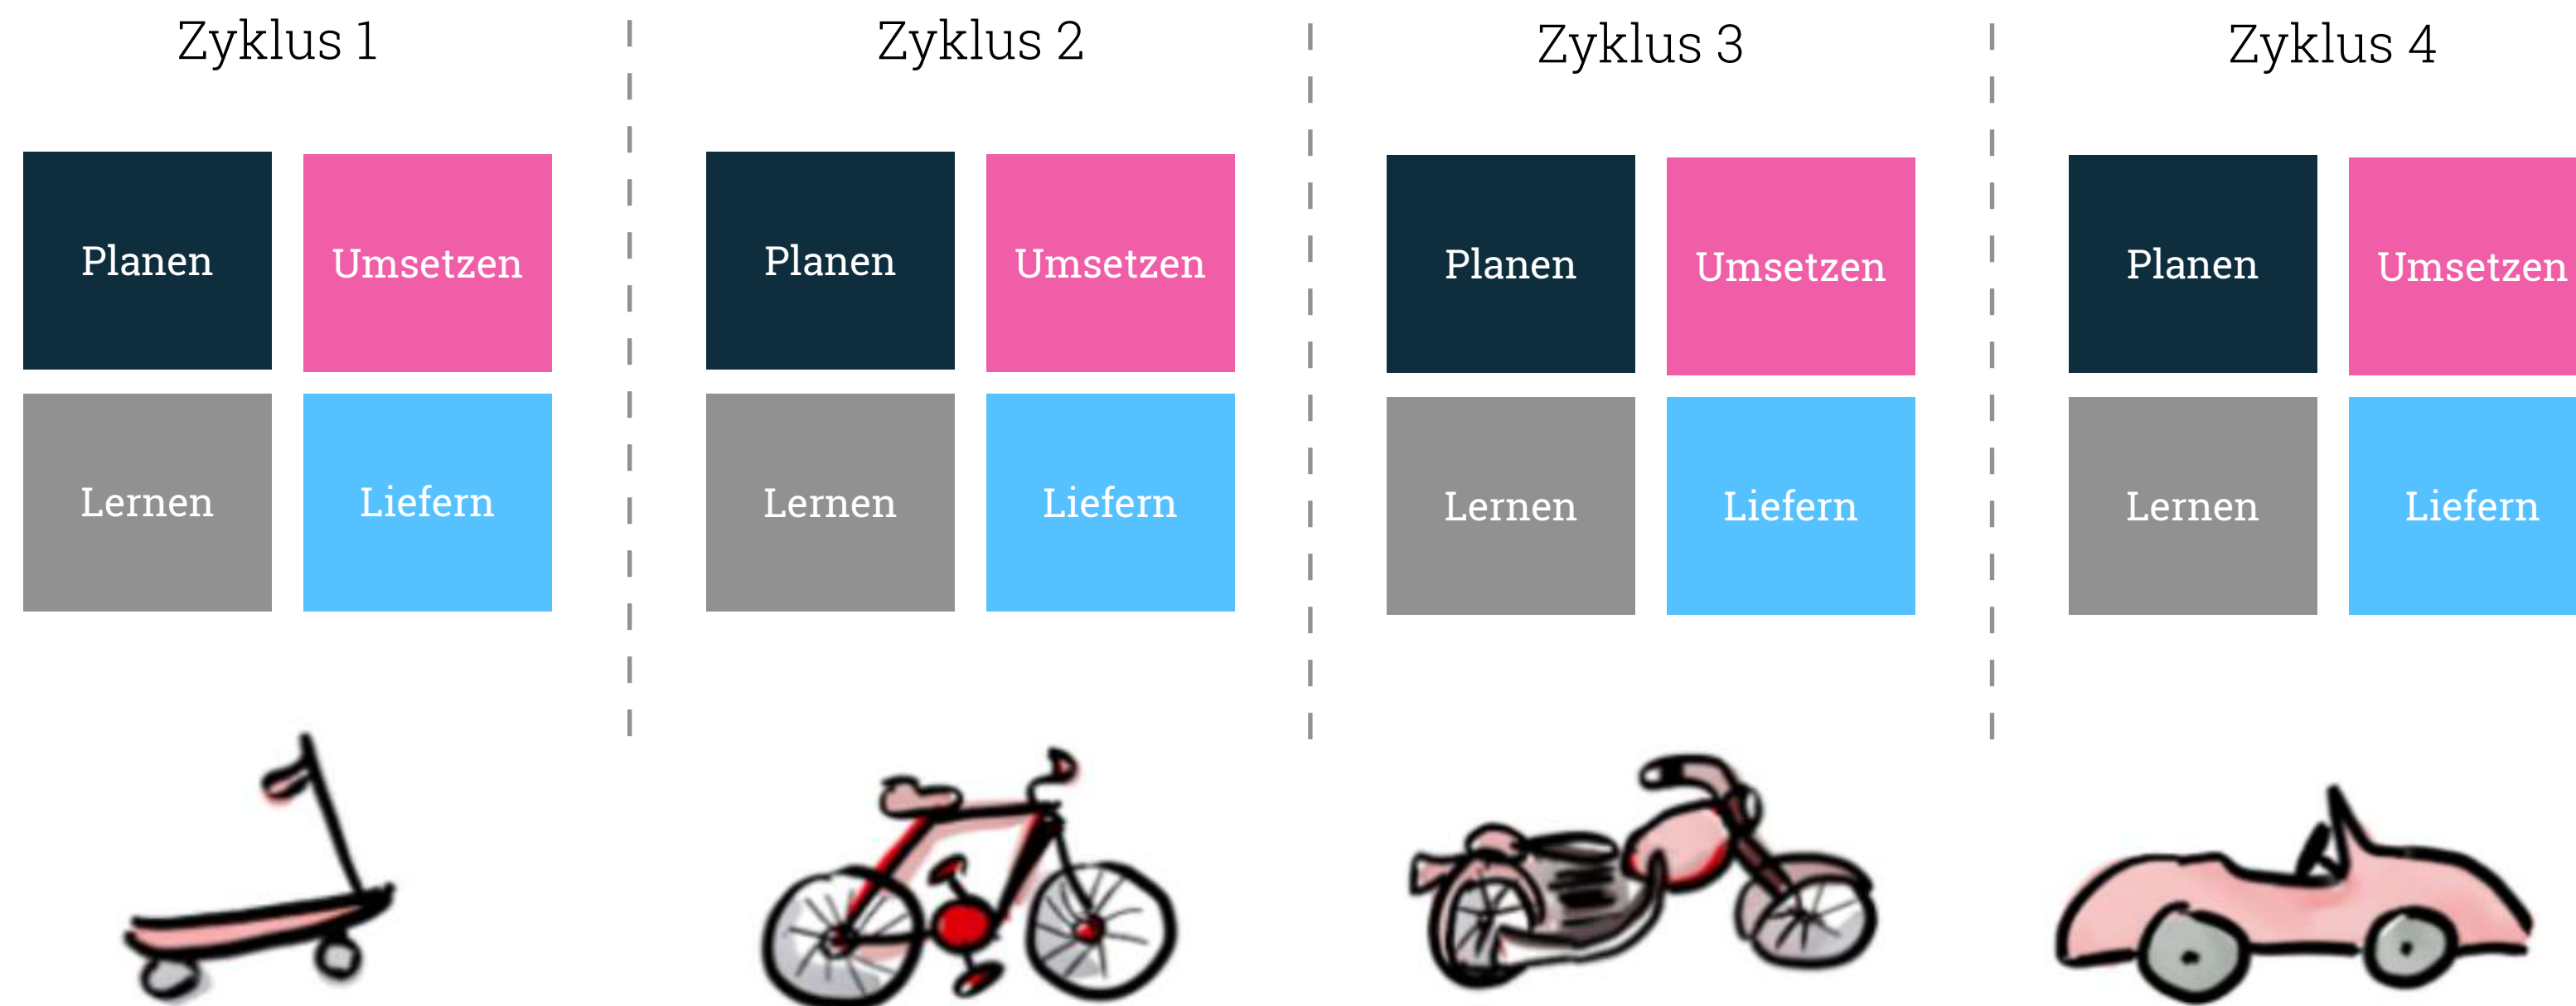 Zyklus 1
Planen
Umsetzen
Lernen
Liefern
Zyklus 2
Planen
Umsetzen
Lernen
Liefern
Zyklus 3
Planen
Umsetzen
Lernen
Liefern
Zyklus 4
Planen
Umsetzen
Lernen
Liefern